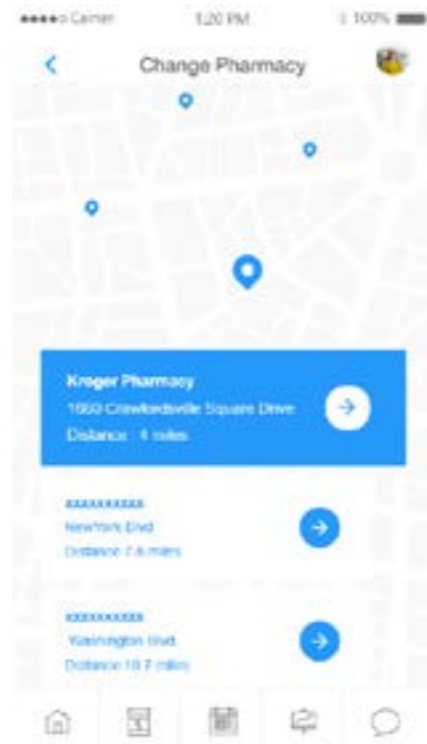 Carrier 1:20 PM 100%
Change Pharmacy
Kroger Pharmacy
1660 Crawfordsville Square Drive
Distance : 4 miles
xxxxxxxxxx
NewYork Blvd
Distance 7.6 miles
xxxxxxxxxx
Washington Blvd
Distance 10.7 miles